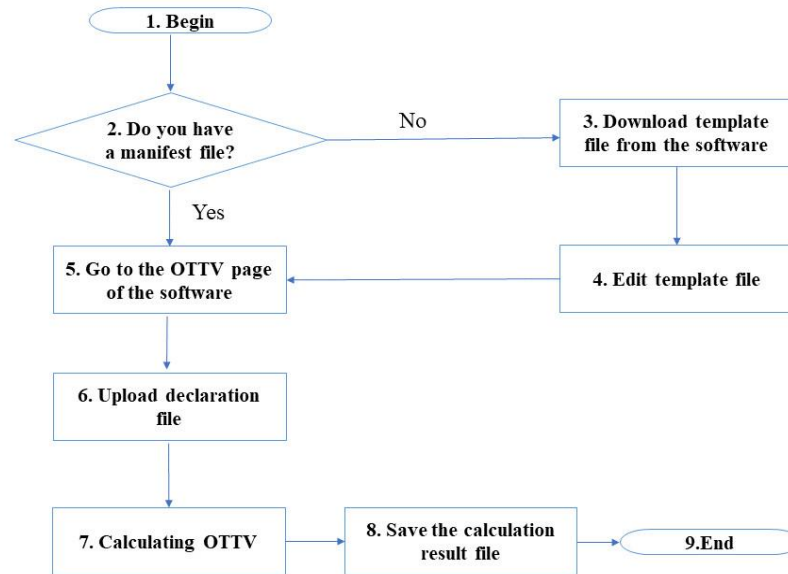 1. Begin
2. Do you have
a manifest file?
No
3. Download template
file from the software
Yes
5. Go to the OTTV page
of the software
4. Edit template file
6. Upload declaration
file
7. Calculating OTTV
8. Save the calculation
result file
9.End